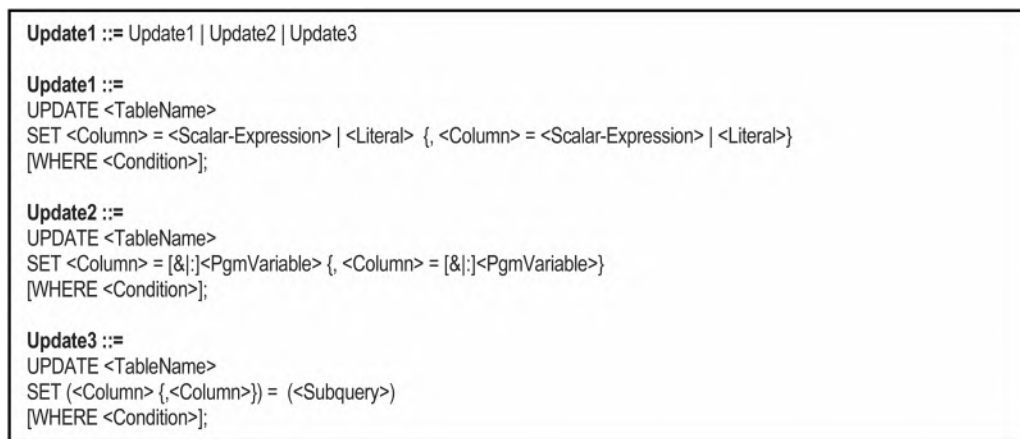 Update1 ::= Update1 | Update2 | Update3
Update1 ::=
UPDATE <TableName>
SET <Column> = <Scalar-Expression> | <Literal> {, <Column> = <Scalar-Expression> | <Literal>}
[WHERE <Condition>];
Update2 ::=
UPDATE <TableName>
SET <Column> = [&|:]<PgmVariable> {, <Column> = [&|:]<PgmVariable>}
[WHERE <Condition>];
Update3 ::=
UPDATE <TableName>
SET (<Column> {,<Column>}) = (<Subquery>)
[WHERE <Condition>];